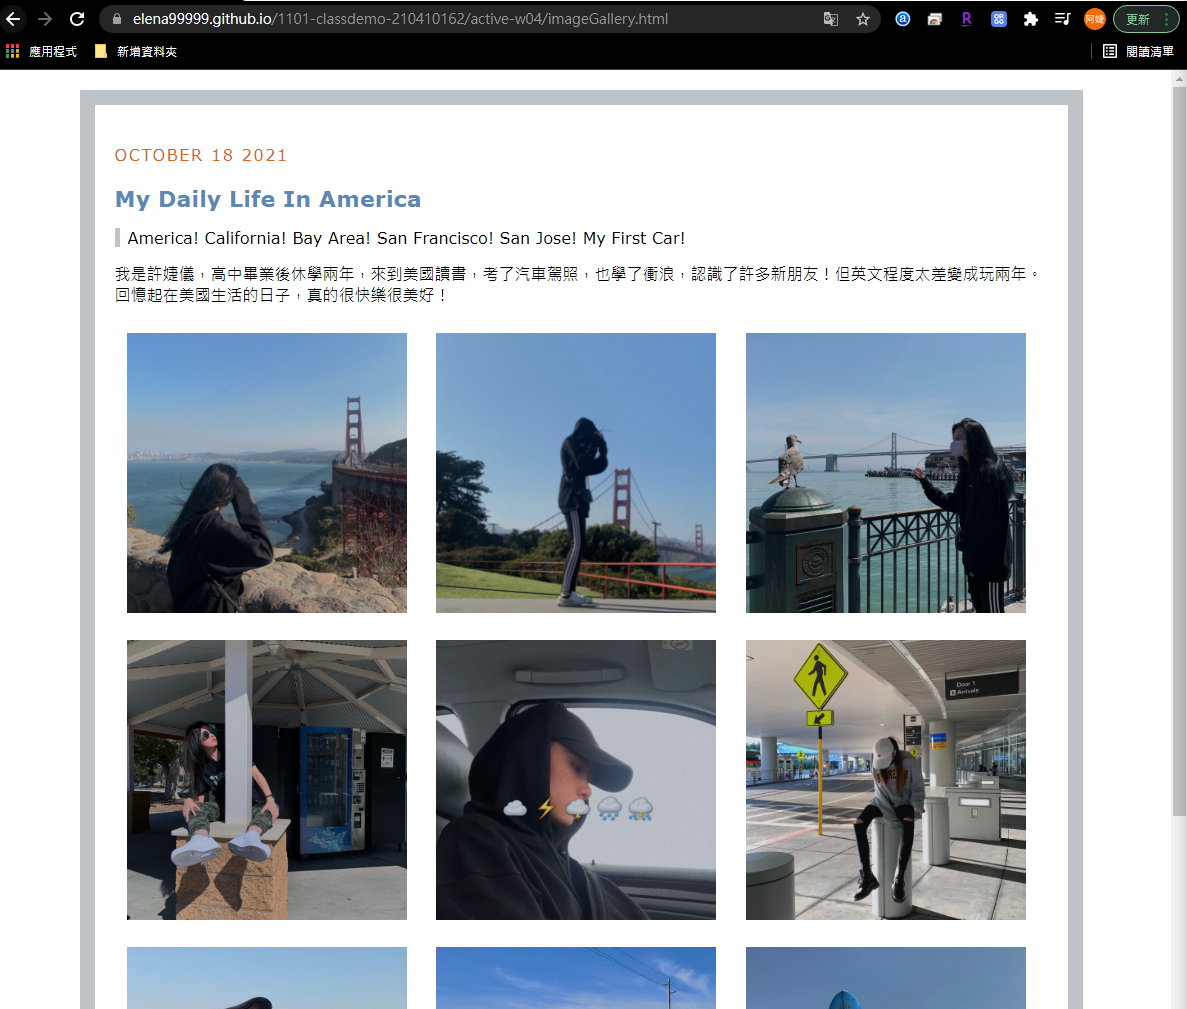 elena99999.github.io/1101-classdemo-210410162/active-w04/imageGallery.html
阿婕
更新
應用程式
新增資料夾
閱讀清單
OCTOBER 18 2021
My Daily Life In America
America! California! Bay Area! San Francisco! San Jose! My First Car!
我是許婕儀，高中畢業後休學兩年，來到美國讀書，考了汽車駕照，也學了衝浪，認識了許多新朋友！但英文程度太差變成玩兩年。
回憶起在美國生活的日子，真的很快樂很美好！
Door 1
Arrivals